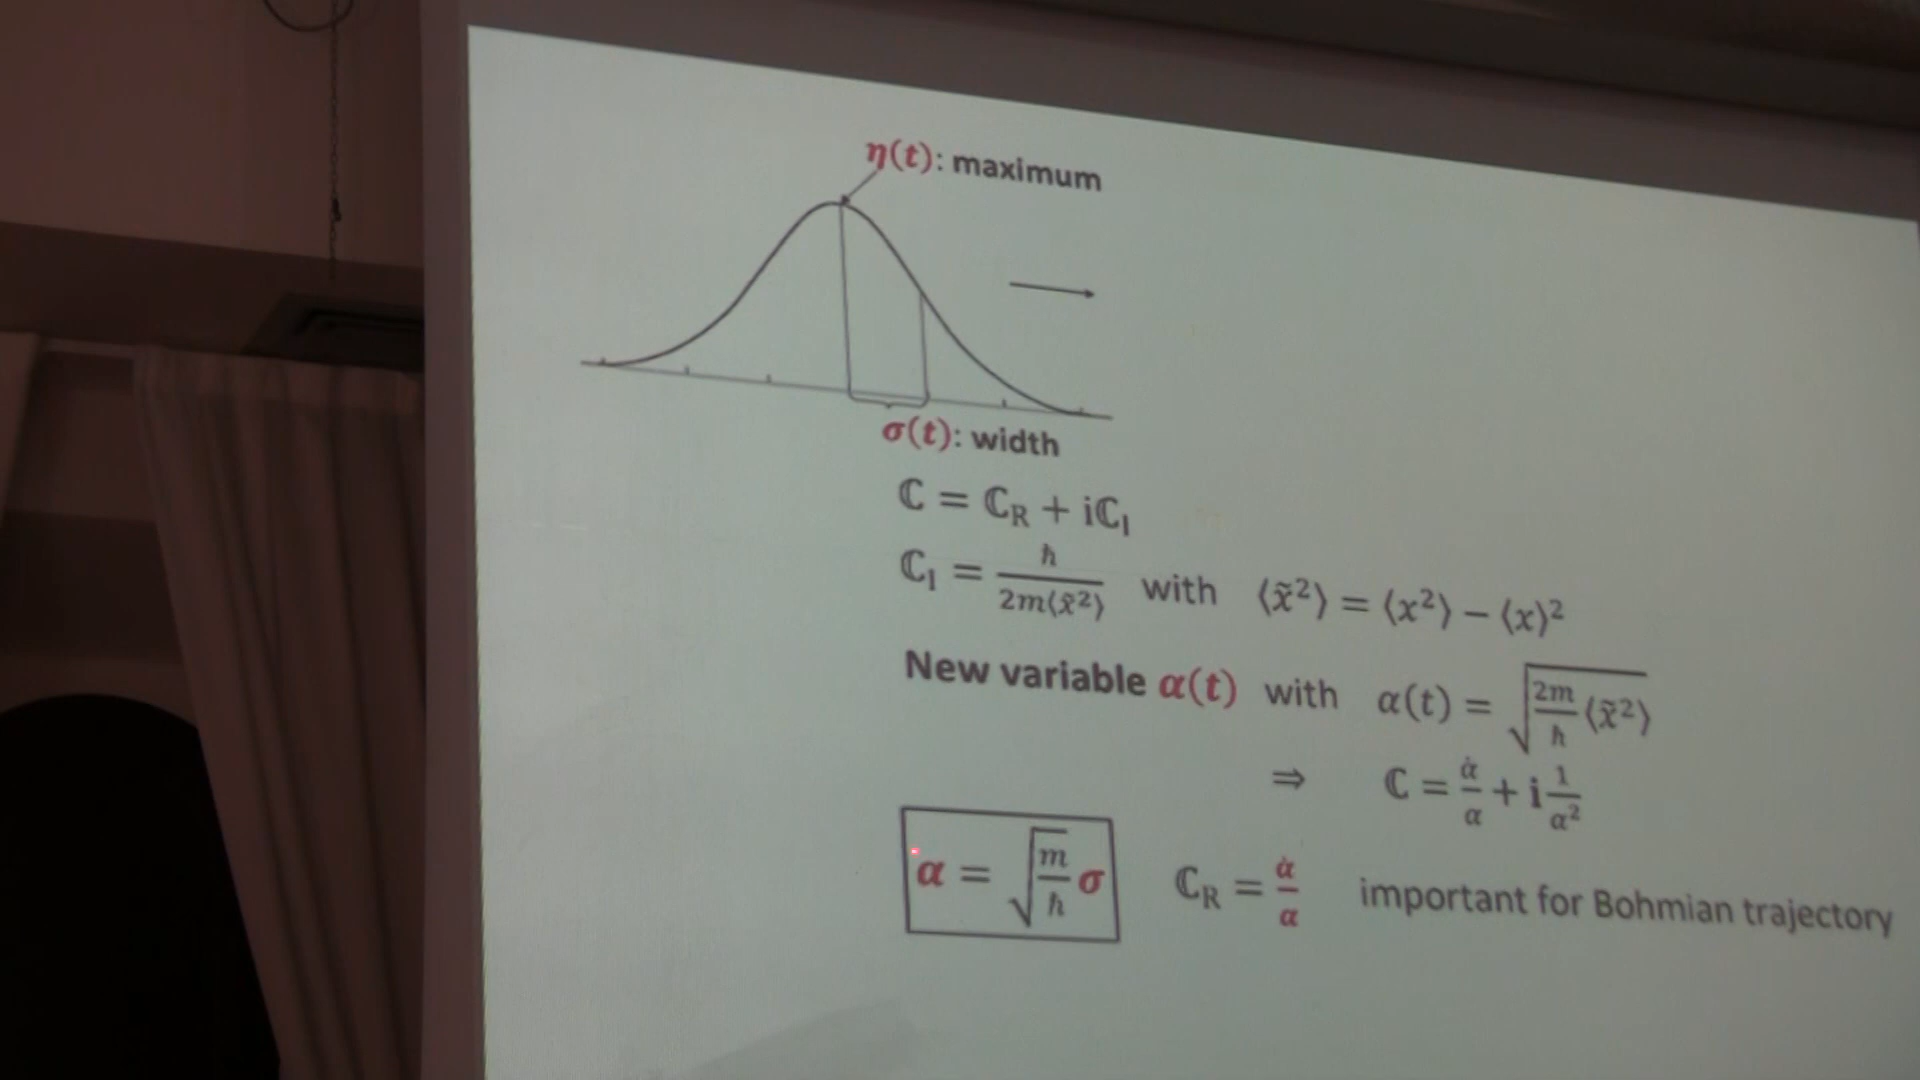 η(t): maximum
σ(t): width
ℂ = ℂ_R + iℂ_I
ℂ_I = ħ / 2m⟨x̃²⟩ with ⟨x̃²⟩ = ⟨x²⟩ − ⟨x⟩²
New variable α(t) with α(t) = √(2m/ħ ⟨x̃²⟩)
⇒ ℂ = α̇/α + i 1/α²
α = √(m/ħ) σ ℂ_R = α̇/α important for Bohmian trajectory